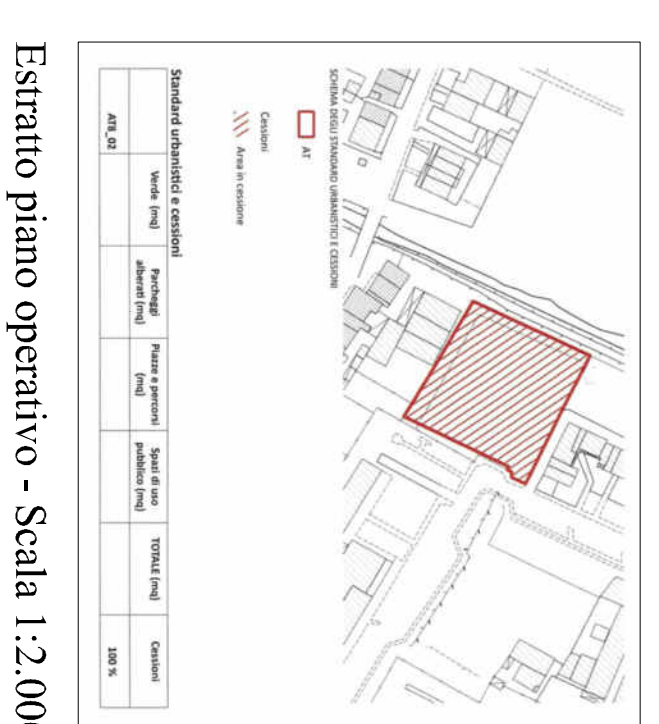 SCHEMA DEGLI STANDARD URBANISTICI E CESSIONI
AT
Cessioni
Area in cessione
Standard urbanistici e cessioni
Verde (mq)
Parcheggi alberati (mq)
Piazze e percorsi (mq)
Spazi di uso pubblico (mq)
TOTALE (mq)
Cessioni
AT8_02
100 %
Estratto piano operativo - Scala 1:2.000